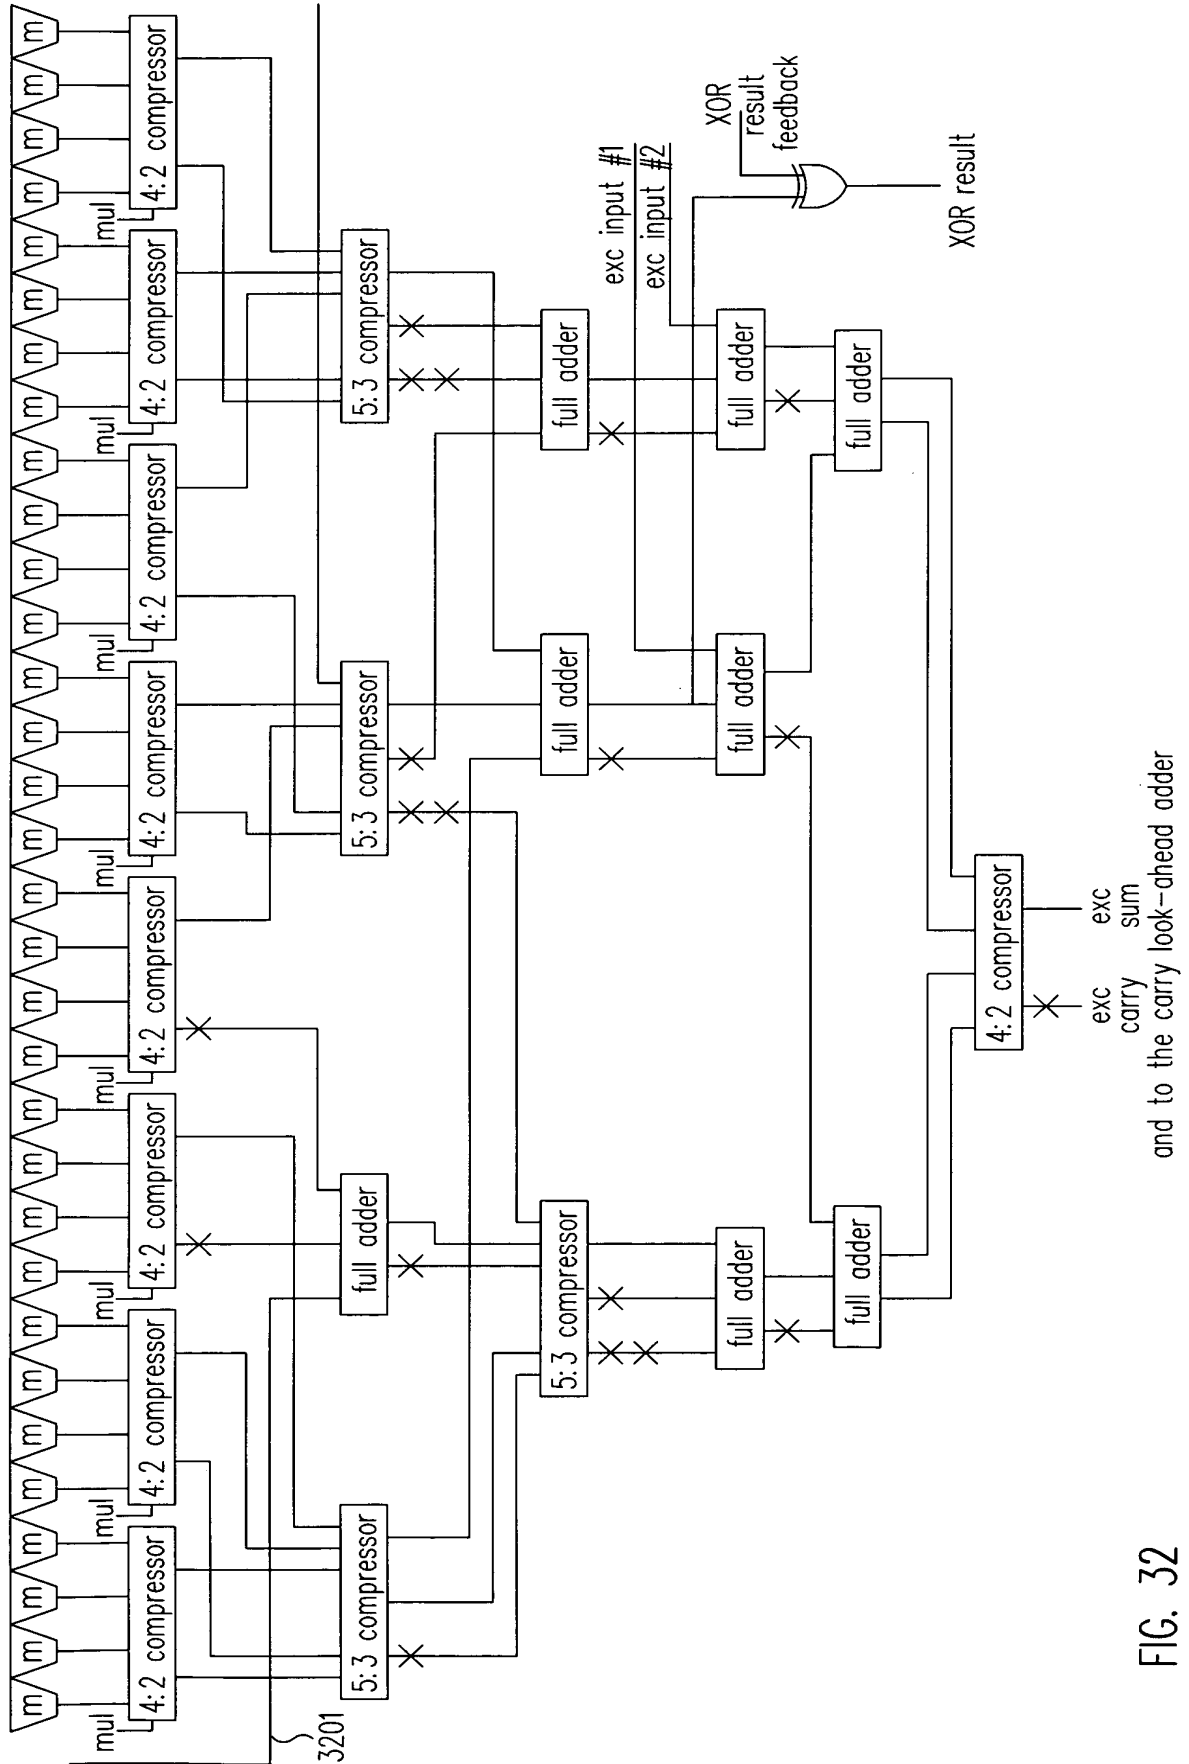 m m m m m m m m m m m m m m m m m m m m m m m m m m m m m m m m
mul mul mul mul mul mul mul mul
4:2 compressor 4:2 compressor 4:2 compressor 4:2 compressor 4:2 compressor 4:2 compressor 4:2 compressor 4:2 compressor
3201
5:3 compressor full adder 5:3 compressor 5:3 compressor
5:3 compressor full adder full adder
exc input #1
exc input #2
full adder full adder full adder
XOR
result
feedback
full adder full adder
XOR result
4:2 compressor
exc exc
carry sum
and to the carry look-ahead adder
FIG. 32